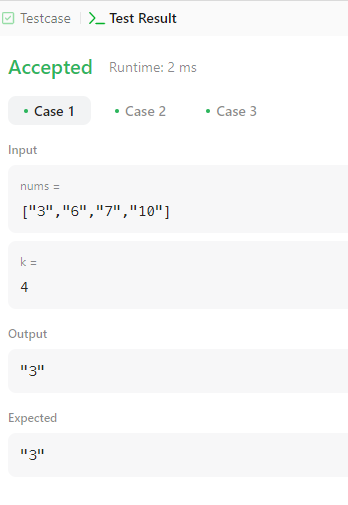 Testcase | Test Result
Accepted Runtime: 2 ms
• Case 1 • Case 2 • Case 3
Input
nums =
["3","6","7","10"]
k =
4
Output
"3"
Expected
"3"